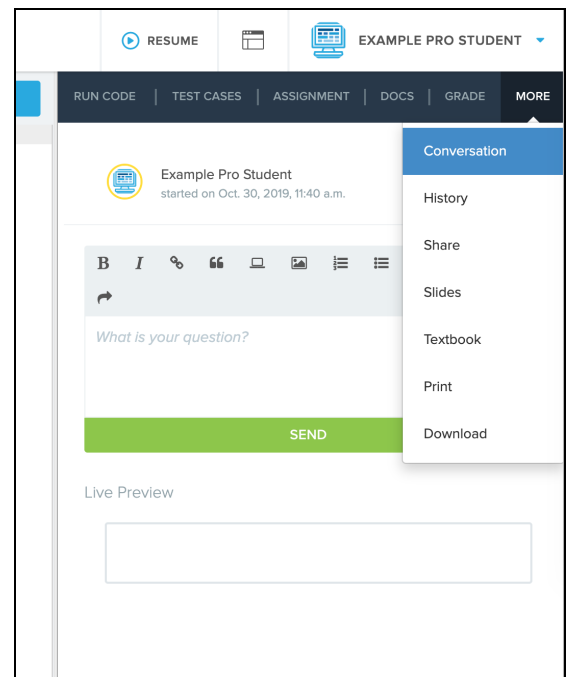 RESUME
EXAMPLE PRO STUDENT
RUN CODE | TEST CASES | ASSIGNMENT | DOCS | GRADE MORE
Example Pro Student
started on Oct. 30, 2019, 11:40 a.m.
Conversation
History
Share
Slides
Textbook
Print
Download
B I
What is your question?
SEND
Live Preview